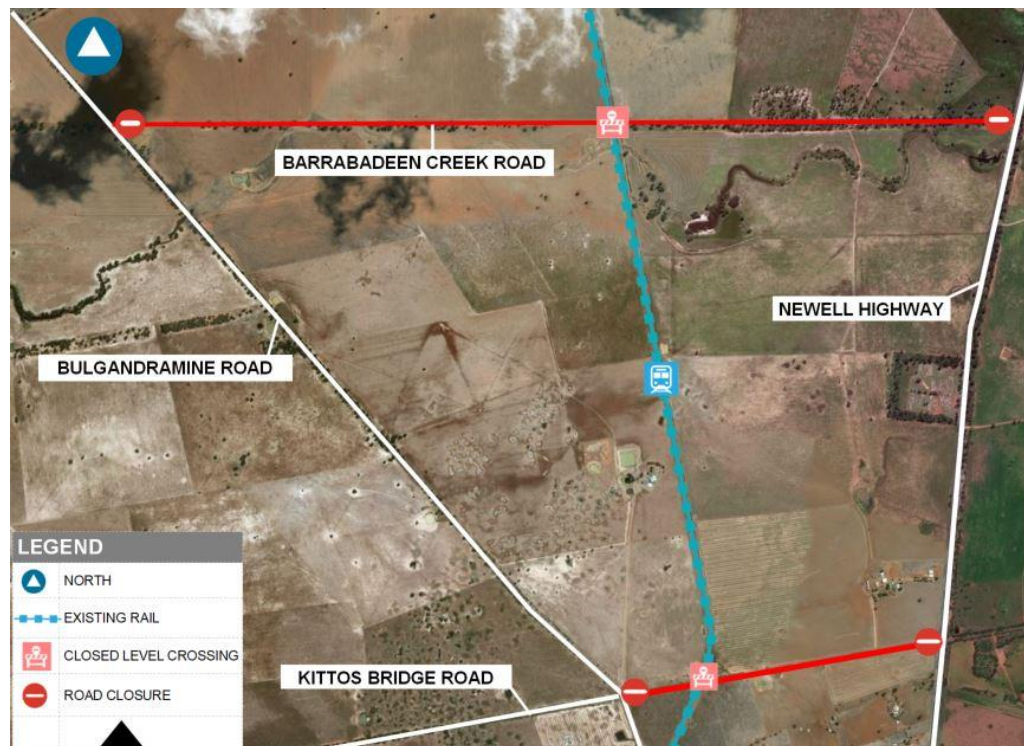 BARRABADEEN CREEK ROAD
NEWELL HIGHWAY
BULGANDRAMINE ROAD
KITTOS BRIDGE ROAD
LEGEND
NORTH
EXISTING RAIL
CLOSED LEVEL CROSSING
ROAD CLOSURE